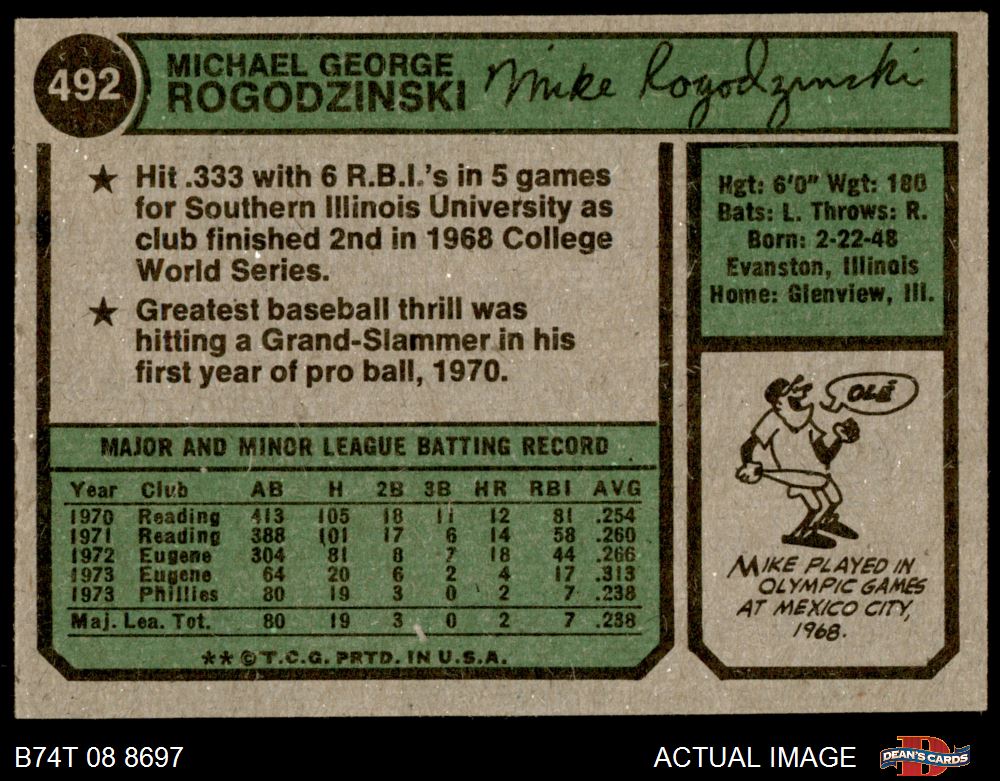 492
MICHAEL GEORGE
ROGODZINSKI
Mike Rogodzinski
★ Hit .333 with 6 R.B.I.'s in 5 games
for Southern Illinois University as
club finished 2nd in 1968 College
World Series.
★ Greatest baseball thrill was
hitting a Grand-Slammer in his
first year of pro ball, 1970.
Hgt: 6'0" Wgt: 180
Bats: L. Throws: R.
Born: 2-22-48
Evanston, Illinois
Home: Glenview, Ill.
OLÉ
MIKE PLAYED IN
OLYMPIC GAMES
AT MEXICO CITY,
1968.
MAJOR AND MINOR LEAGUE BATTING RECORD
Year Club AB H 2B 3B HR RBI AVG
1970 Reading 413 105 18 11 12 81 .254
1971 Reading 388 101 17 6 14 58 .260
1972 Eugene 304 81 8 7 18 44 .266
1973 Eugene 64 20 6 2 4 17 .313
1973 Phillies 80 19 3 0 2 7 .238
Maj. Lea. Tot. 80 19 3 0 2 7 .238
** © T.C.G. PRTD. IN U.S.A.
B74T 08 8697
ACTUAL IMAGE
D
DEAN'S CARDS